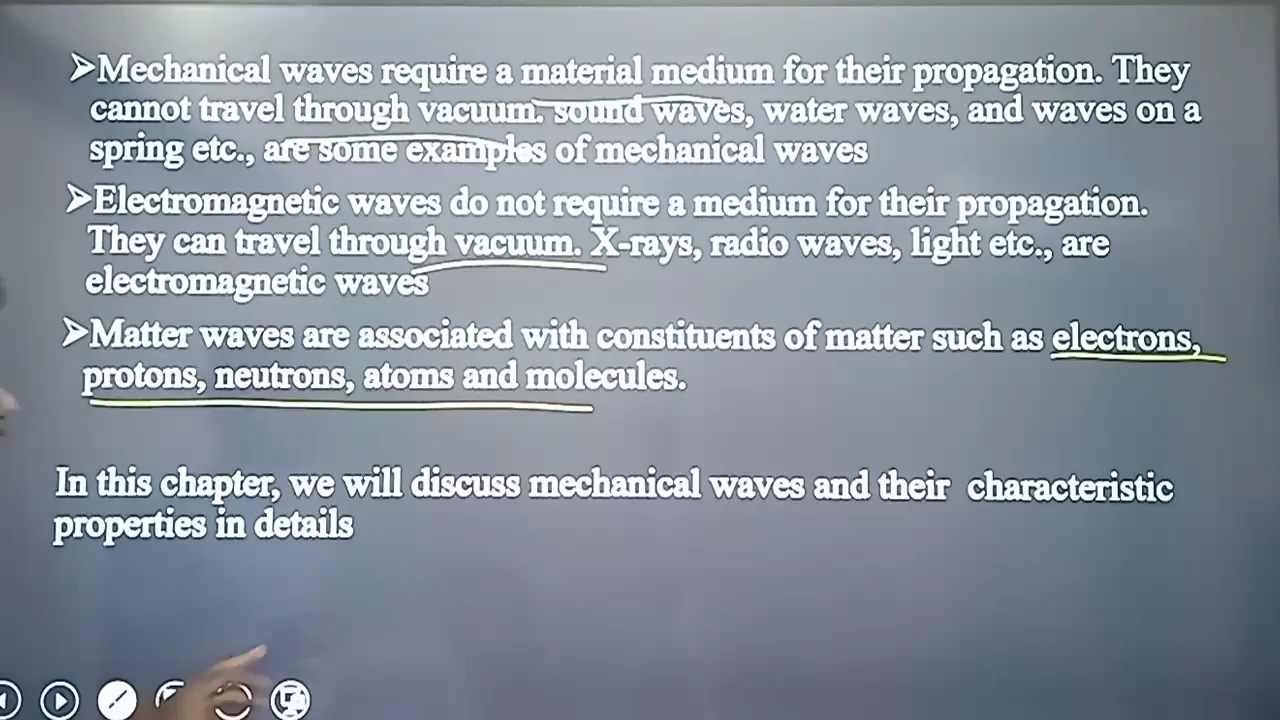 ➢Mechanical waves require a material medium for their propagation. They
cannot travel through vacuum. sound waves, water waves, and waves on a
spring etc., are some examples of mechanical waves
➢Electromagnetic waves do not require a medium for their propagation.
They can travel through vacuum. X-rays, radio waves, light etc., are
electromagnetic waves
➢Matter waves are associated with constituents of matter such as electrons,
protons, neutrons, atoms and molecules.
In this chapter, we will discuss mechanical waves and their characteristic
properties in details